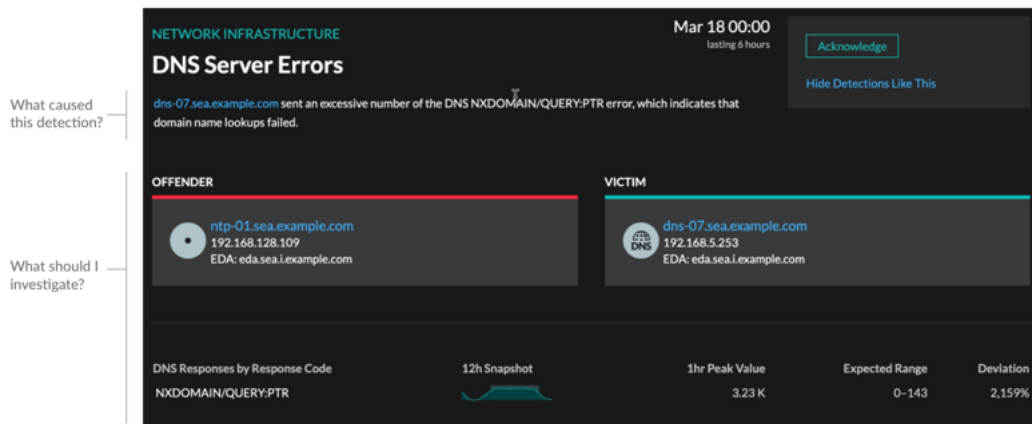 NETWORK INFRASTRUCTURE
Mar 18 00:00
lasting 6 hours
Acknowledge
DNS Server Errors
Hide Detections Like This
What caused
this detection?
dns-07.sea.example.com sent an excessive number of the DNS NXDOMAIN/QUERY:PTR error, which indicates that
domain name lookups failed.
OFFENDER
VICTIM
What should I
investigate?
ntp-01.sea.example.com
192.168.128.109
EDA: eda.sea.i.example.com
DNS
dns-07.sea.example.com
192.168.5.253
EDA: eda.sea.i.example.com
DNS Responses by Response Code 12h Snapshot 1hr Peak Value Expected Range Deviation
NXDOMAIN/QUERY:PTR 3.23 K 0–143 2,159%